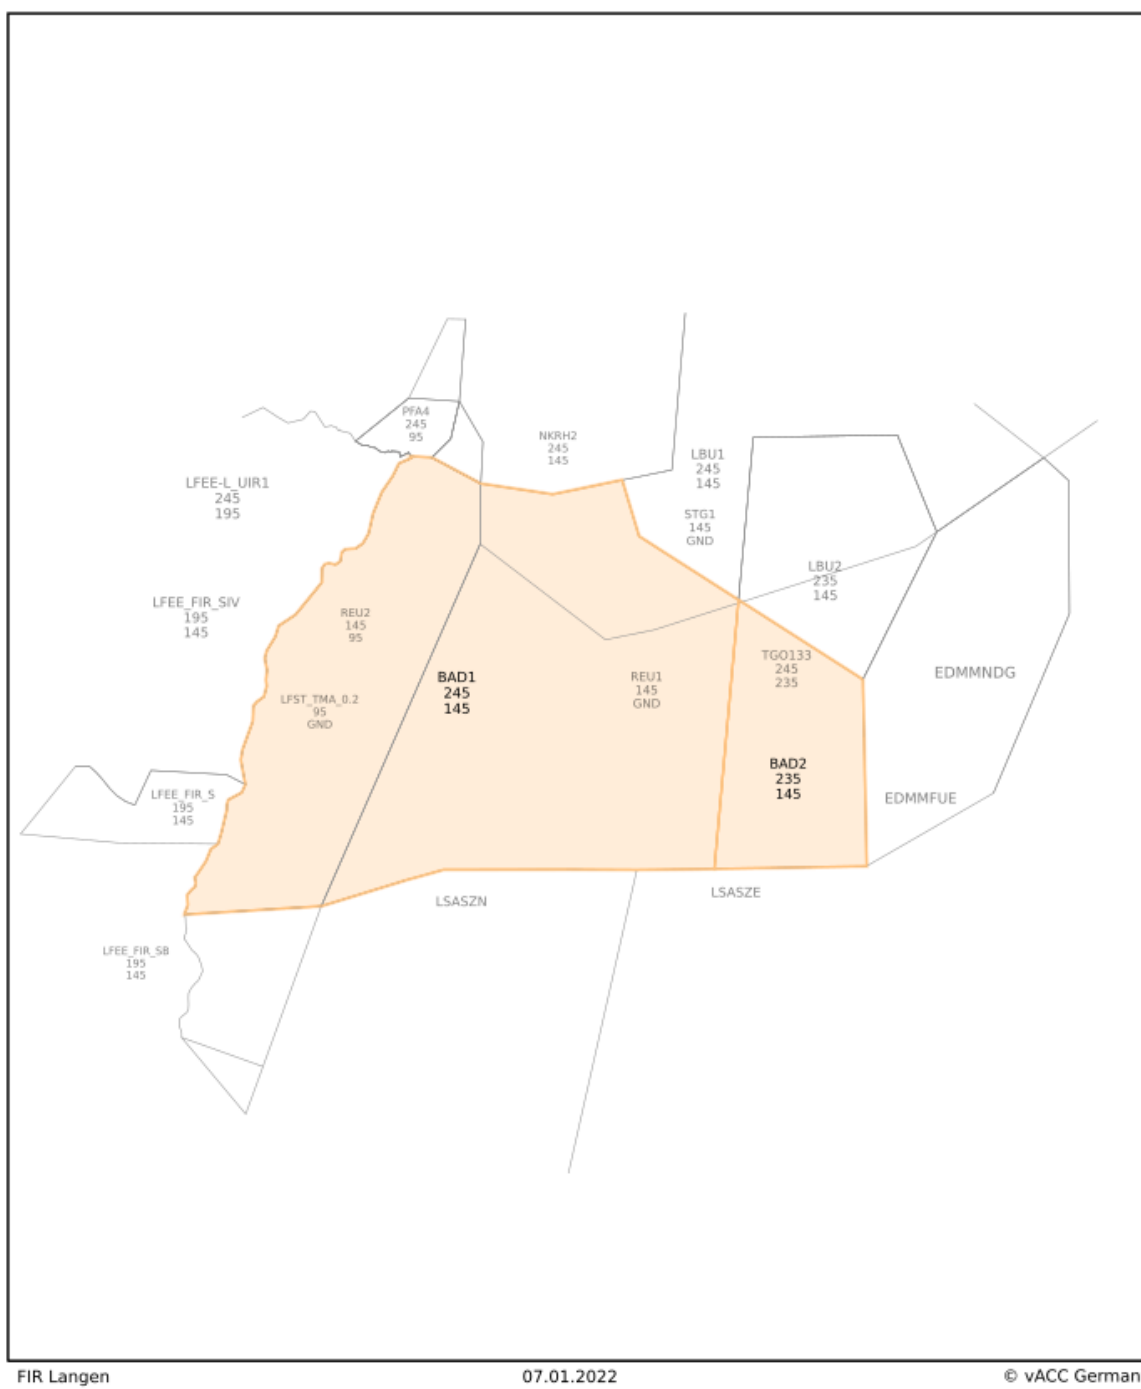 PFA4
245
95
NKRH2
245
145
LBU1
245
145
LFEE-L_UIR1
245
195
STG1
145
GND
LBU2
235
145
LFEE_FIR_SIV
195
145
REU2
145
95
TGO133
245
235
EDMMNDG
BAD1
245
145
REU1
145
GND
LFST_TMA_0.2
95
GND
BAD2
235
145
LFEE_FIR_S
195
145
EDMMFUE
LSASZN
LSASZE
LFEE_FIR_SB
195
145
FIR Langen
07.01.2022
© vACC German